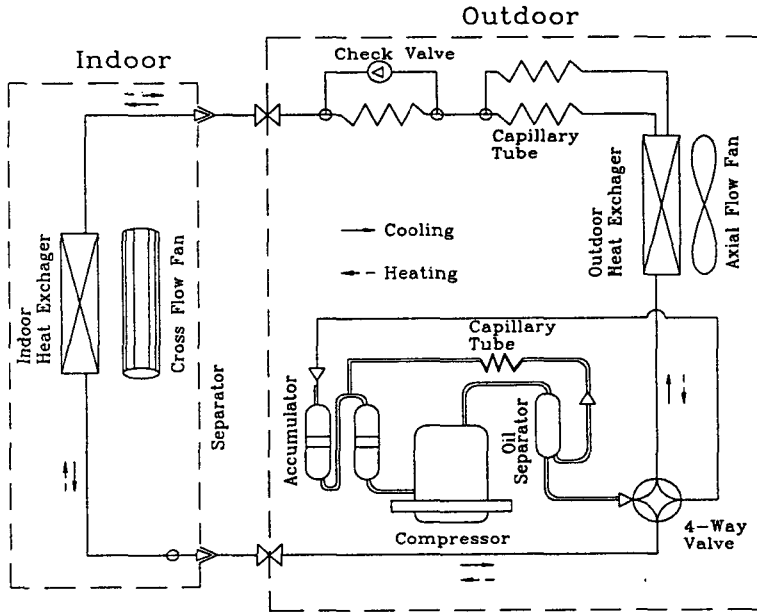 Outdoor
Indoor
Check Valve
Capillary
Tube
Outdoor
Heat Exchager
Axial Flow Fan
Cooling
Heating
Indoor
Heat Exchager
Cross Flow Fan
Separator
Capillary
Tube
Accumulator
Oil
Separator
Compressor
4-Way
Valve